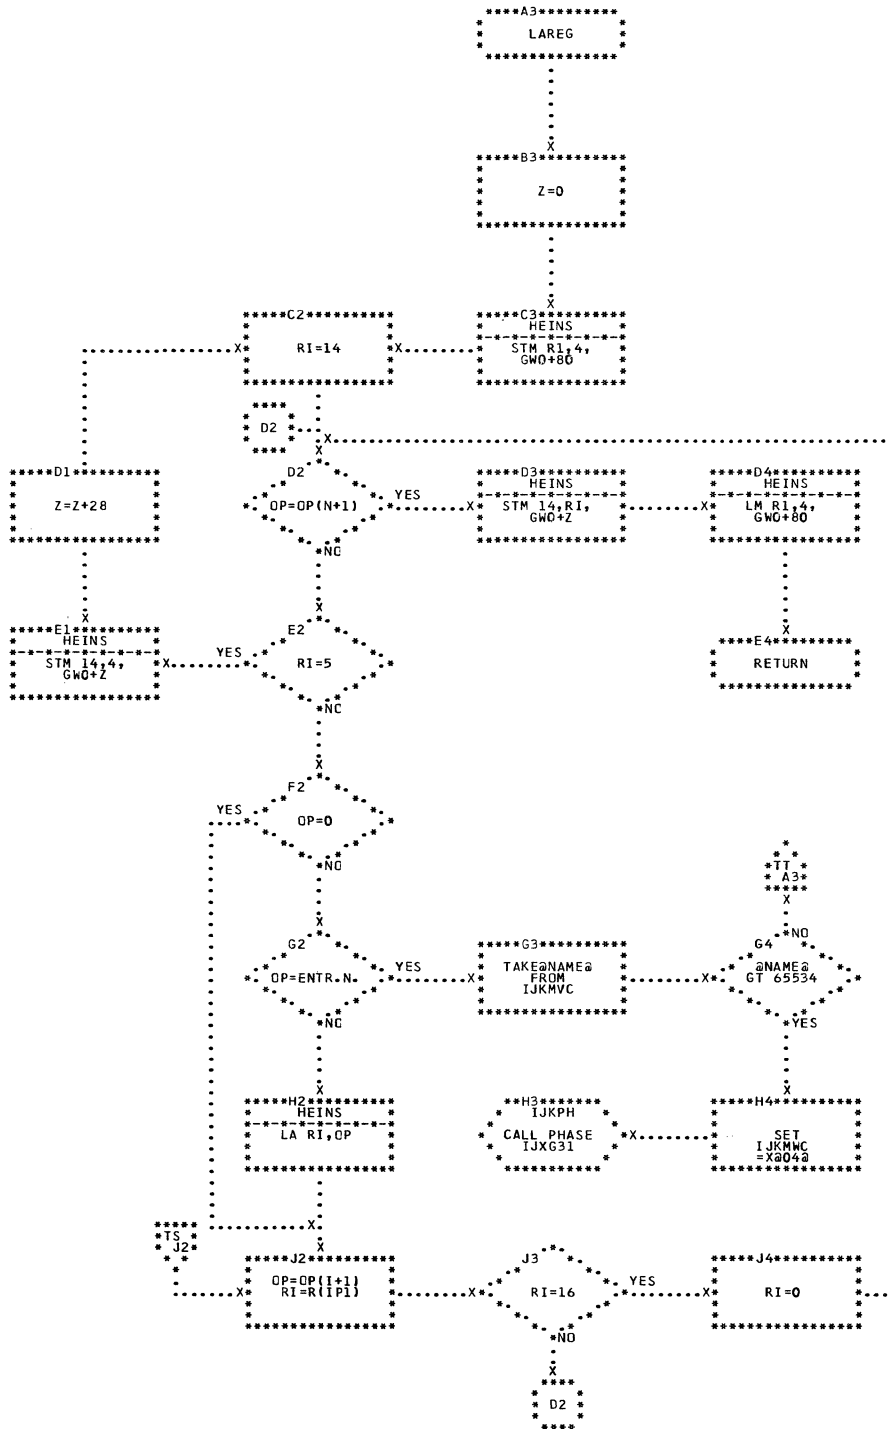 A3
LAREG
B3
Z=0
C2
RI=14
C3
HEINS
STM R1,4,
GW0+80
D2
D1
Z=Z+28
D2
OP=OP(N+1)
YES
NO
D3
HEINS
STM 14,RI,
GW0+Z
D4
HEINS
LM R1,4,
GW0+80
E1
HEINS
STM 14,4,
GW0+Z
YES
E2
RI=5
NO
E4
RETURN
YES
F2
OP=0
NO
TT
A3
NO
G2
OP=ENTR.N.
YES
NO
G3
TAKE@NAME@
FROM
IJKMVC
G4
@NAME@
GT 65534
YES
H2
HEINS
LA RI,OP
H3
IJKPH
CALL PHASE
IJXG31
H4
SET
IJKMWC
=X@04@
TS
J2
J2
OP=OP(I+1)
RI=R(IP1)
J3
RI=16
YES
NO
J4
RI=0
D2